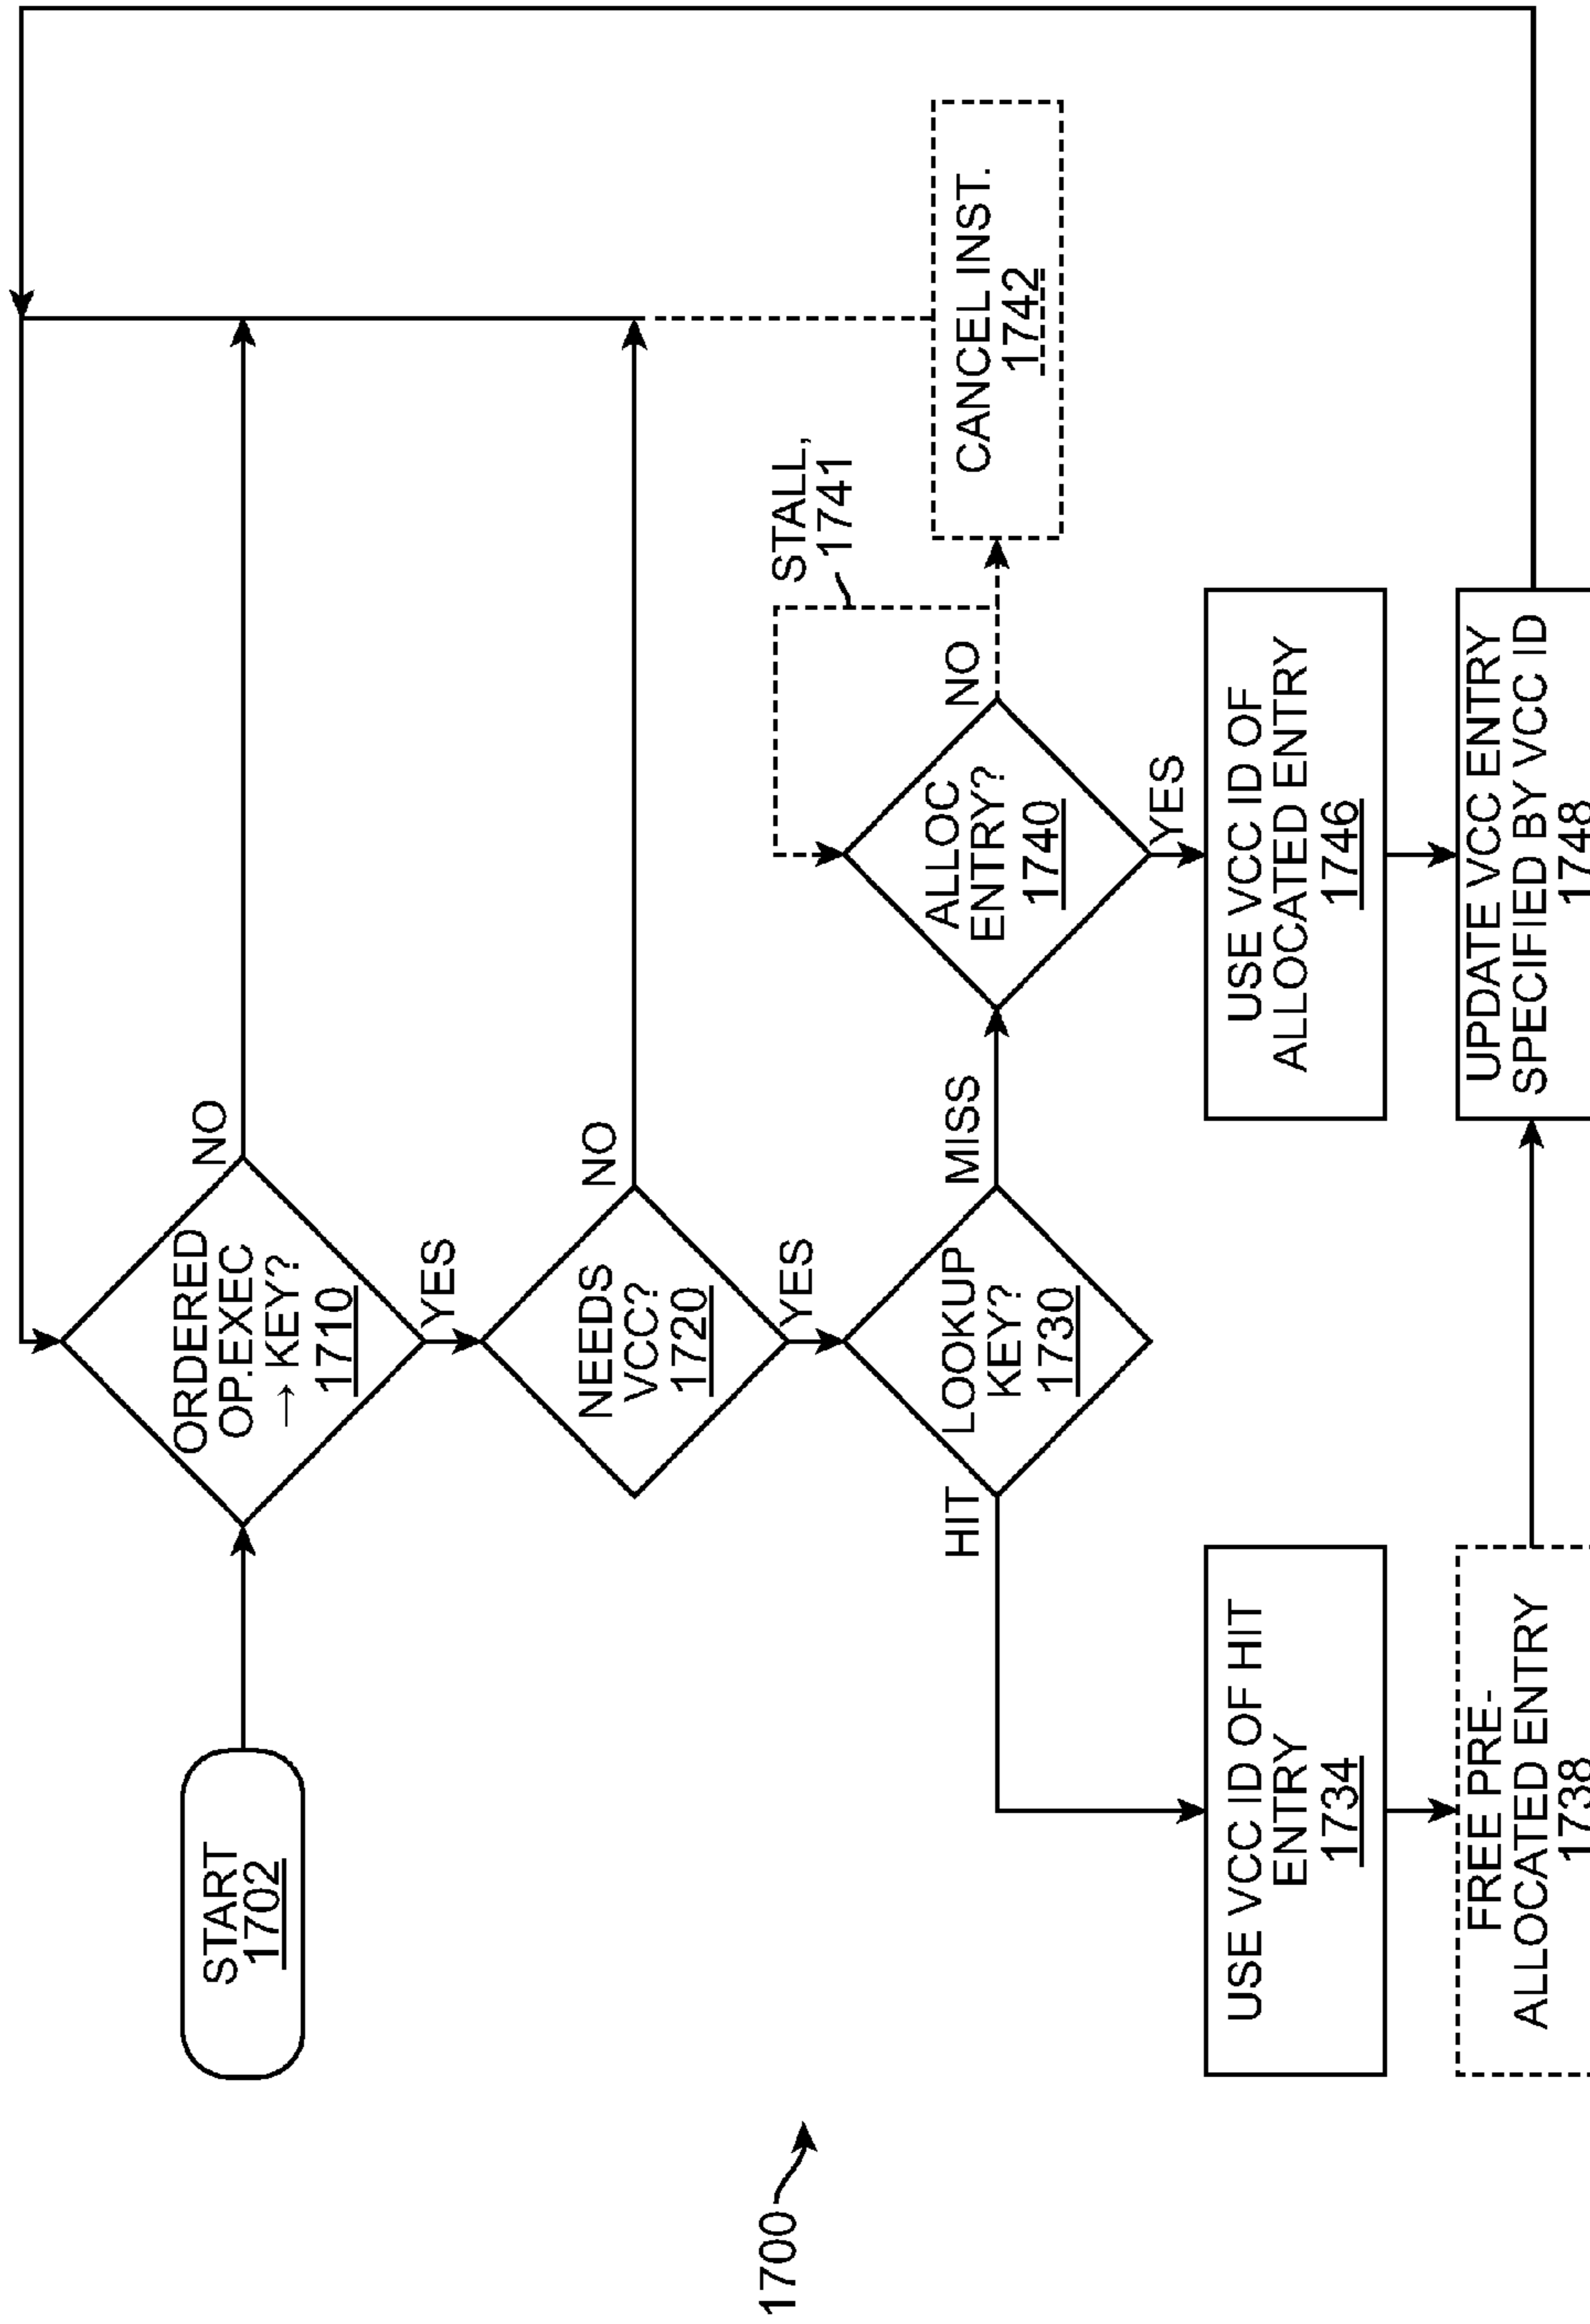 START
1702
ORDERED
OP.EXEC
→ KEY?
1710
NO
YES
NEEDS
VCC?
1720
NO
YES
LOOKUP
KEY?
1730
HIT
MISS
ALLOC
ENTRY?
1740
NO
YES
STALL,
1741
CANCEL INST.
1742
USE VCC ID OF HIT
ENTRY
1734
USE VCC ID OF
ALLOCATED ENTRY
1746
FREE PRE-
ALLOCATED ENTRY
1738
UPDATE VCC ENTRY
SPECIFIED BY VCC ID
1748
1700